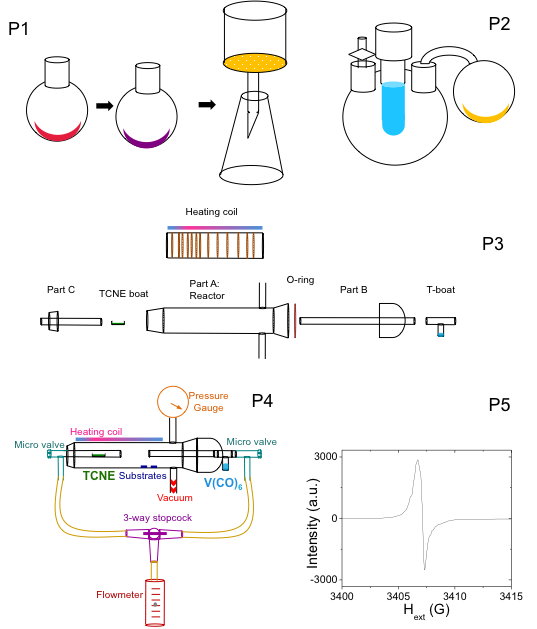 P1
P2
Heating coil
P3
Part C
TCNE boat
Part A:
Reactor
O-ring
Part B
T-boat
P4
Pressure
Gauge
Heating coil
Micro valve
Micro valve
TCNE
Substrates
V(CO)6
Vacuum
3-way stopcock
Flowmeter
P5
Intensity (a.u.)
3000
0
-3000
3400
3405
3410
3415
Hext (G)